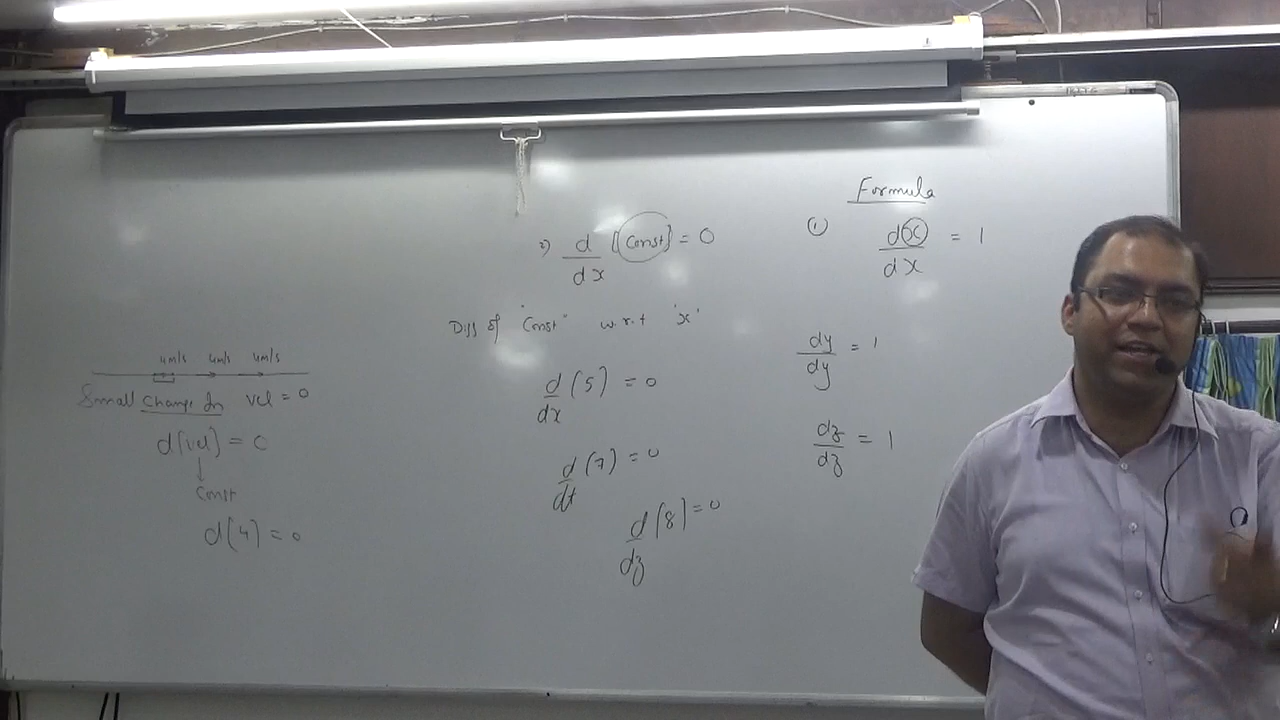 Formula
① d(x)/dx = 1
dy/dy = 1
dz/dz = 1
2) d/dx [Const] = 0
Diff of "Const" w.r.t 'x'
d/dx (5) = 0
d/dt (7) = 0
d/dz (8) = 0
4m/s 4m/s 4m/s
Small Change In vel = 0
d(vel) = 0
↓
Const
d(4) = 0